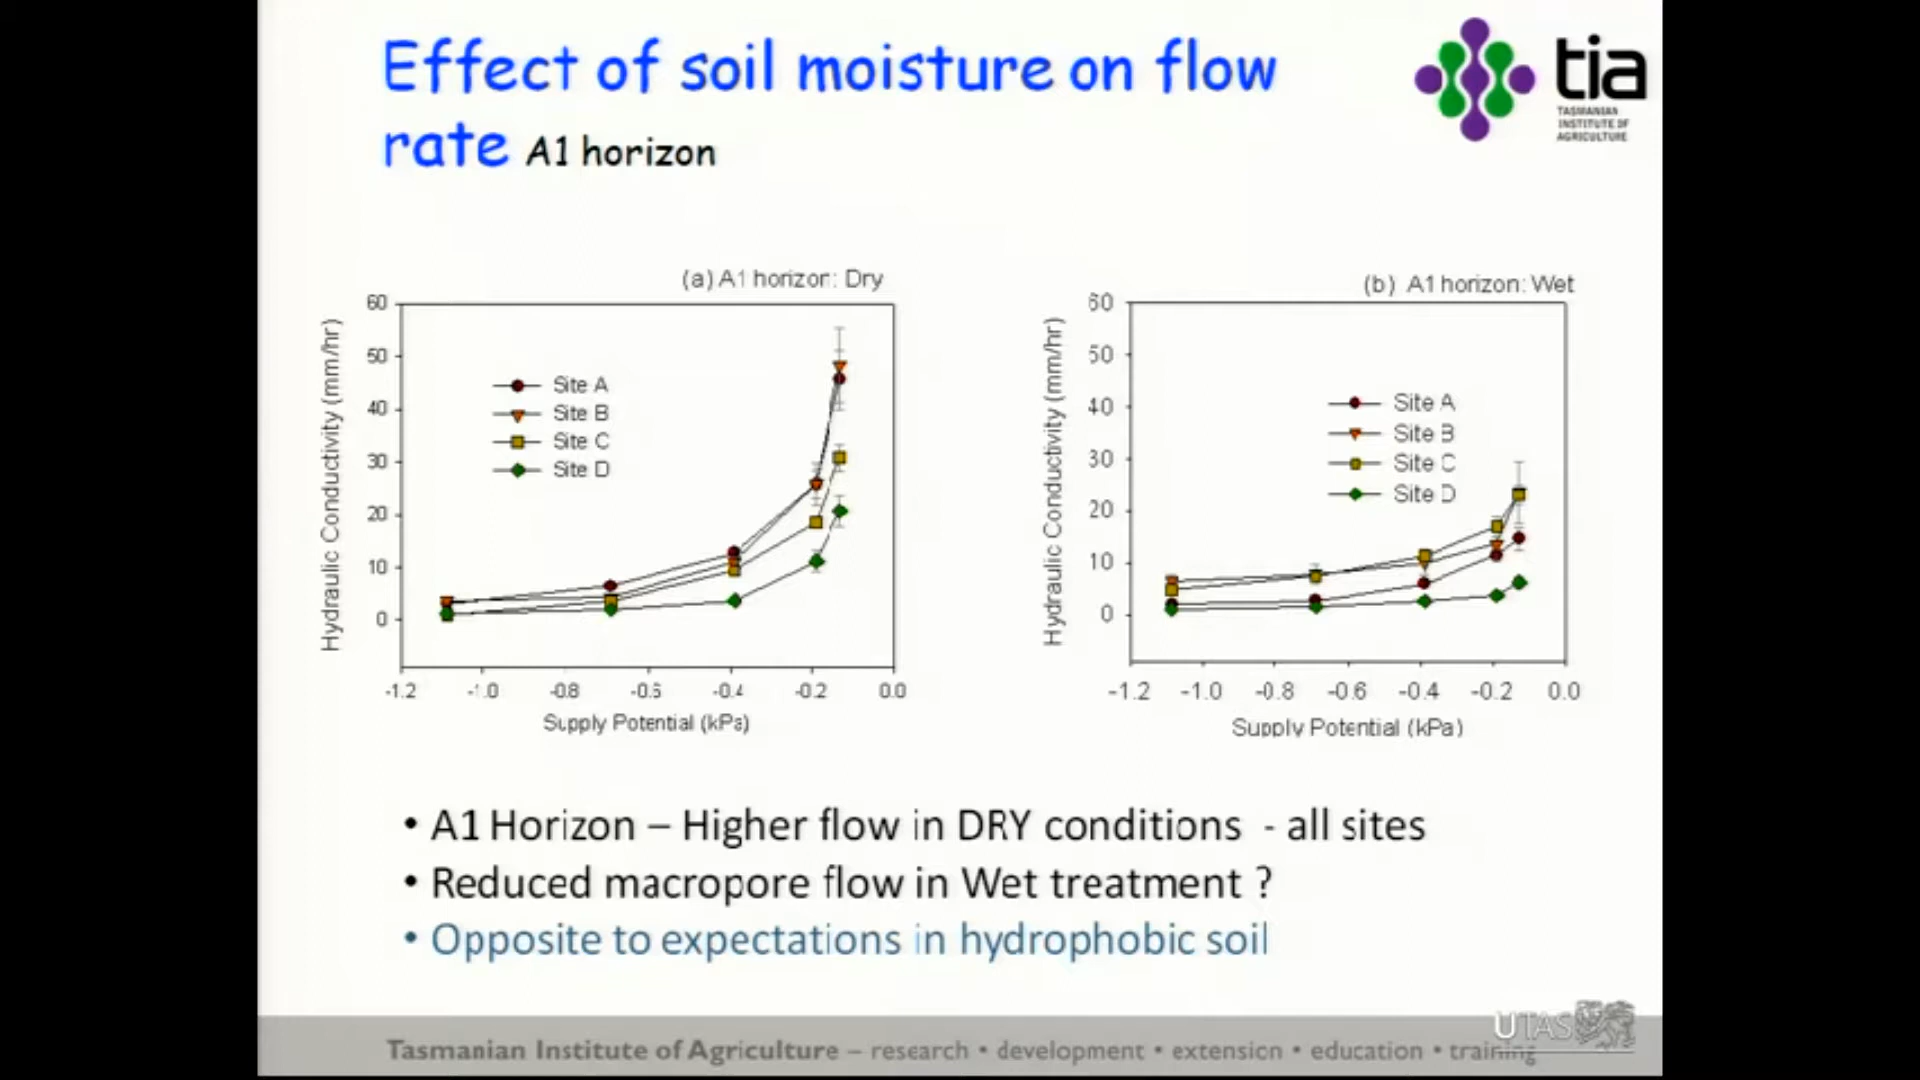 Effect of soil moisture on flow
rate A1 horizon
tia
TASMANIAN
INSTITUTE OF
AGRICULTURE
(a) A1 horizon: Dry
60
50
40
30
20
10
0
Hydraulic Conductivity (mm/hr)
Site A
Site B
Site C
Site D
-1.2 -1.0 -0.8 -0.5 -0.4 -0.2 0.0
Supply Potential (kPa)
(b) A1 horizon: Wet
60
50
40
30
20
10
0
Hydraulic Conductivity (mm/hr)
Site A
Site B
Site C
Site D
-1.2 -1.0 -0.8 -0.6 -0.4 -0.2 0.0
Supply Potential (kPa)
• A1 Horizon – Higher flow in DRY conditions - all sites
• Reduced macropore flow in Wet treatment ?
• Opposite to expectations in hydrophobic soil
UTAS
Tasmanian Institute of Agriculture – research • development • extension • education • training